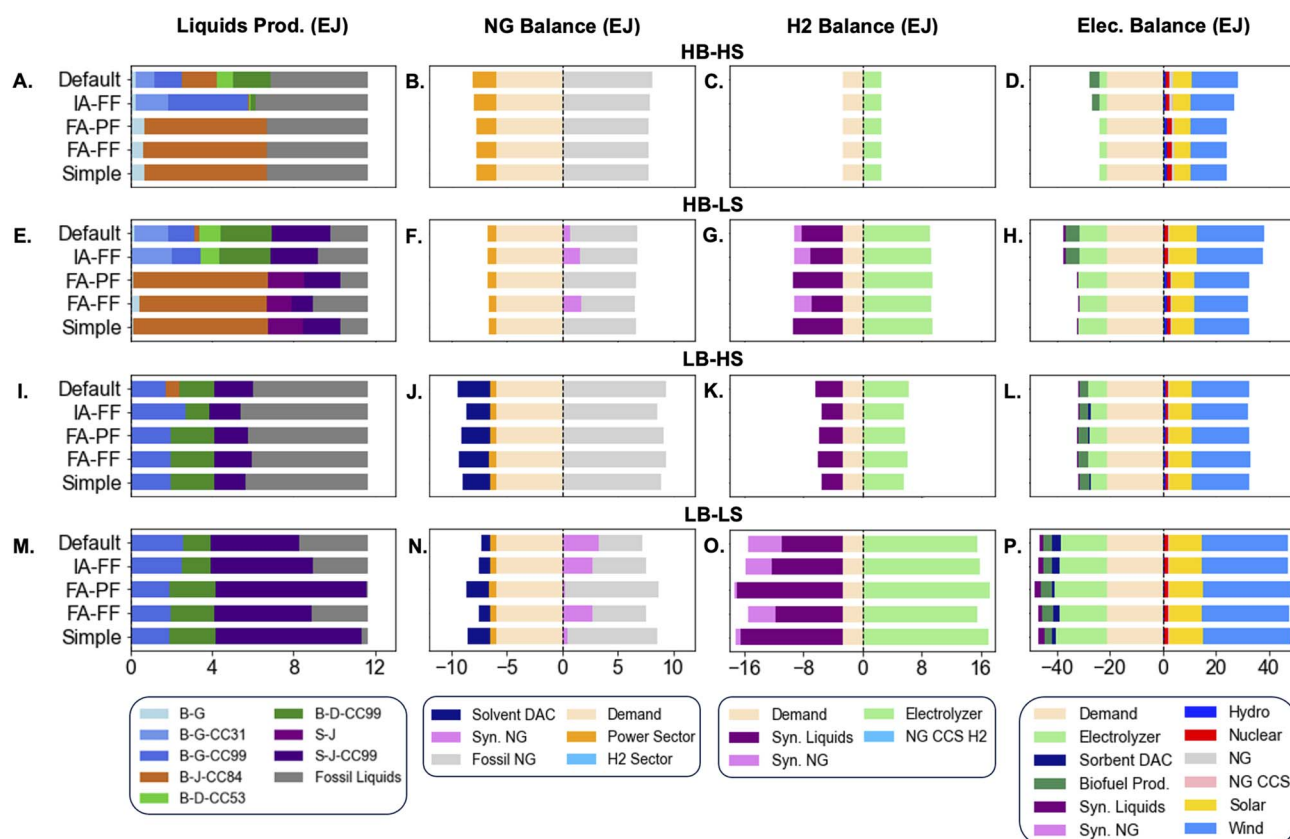 Liquids Prod. (EJ) NG Balance (EJ) H2 Balance (EJ) Elec. Balance (EJ)
HB-HS
A. Default B. C. D.
IA-FF
FA-PF
FA-FF
Simple
HB-LS
E. Default F. G. H.
IA-FF
FA-PF
FA-FF
Simple
LB-HS
I. Default J. K. L.
IA-FF
FA-PF
FA-FF
Simple
LB-LS
M. Default N. O. P.
IA-FF
FA-PF
FA-FF
Simple
0 4 8 12 −10 −5 0 5 10 −16 −8 0 8 16 −40 −20 0 20 40
B-G B-D-CC99
B-G-CC31 S-J
B-G-CC99 S-J-CC99
B-J-CC84 Fossil Liquids
B-D-CC53
Solvent DAC Demand
Syn. NG Power Sector
Fossil NG H2 Sector
Demand Electrolyzer
Syn. Liquids NG CCS H2
Syn. NG
Demand Hydro
Electrolyzer Nuclear
Sorbent DAC NG
Biofuel Prod. NG CCS
Syn. Liquids Solar
Syn. NG Wind